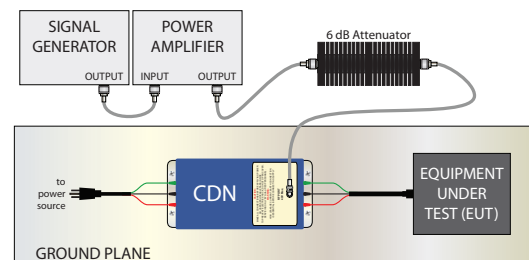 SIGNAL
GENERATOR
OUTPUT
POWER
AMPLIFIER
INPUT
OUTPUT
6 dB Attenuator
to
power
source
CDN
EQUIPMENT
UNDER
TEST (EUT)
GROUND PLANE